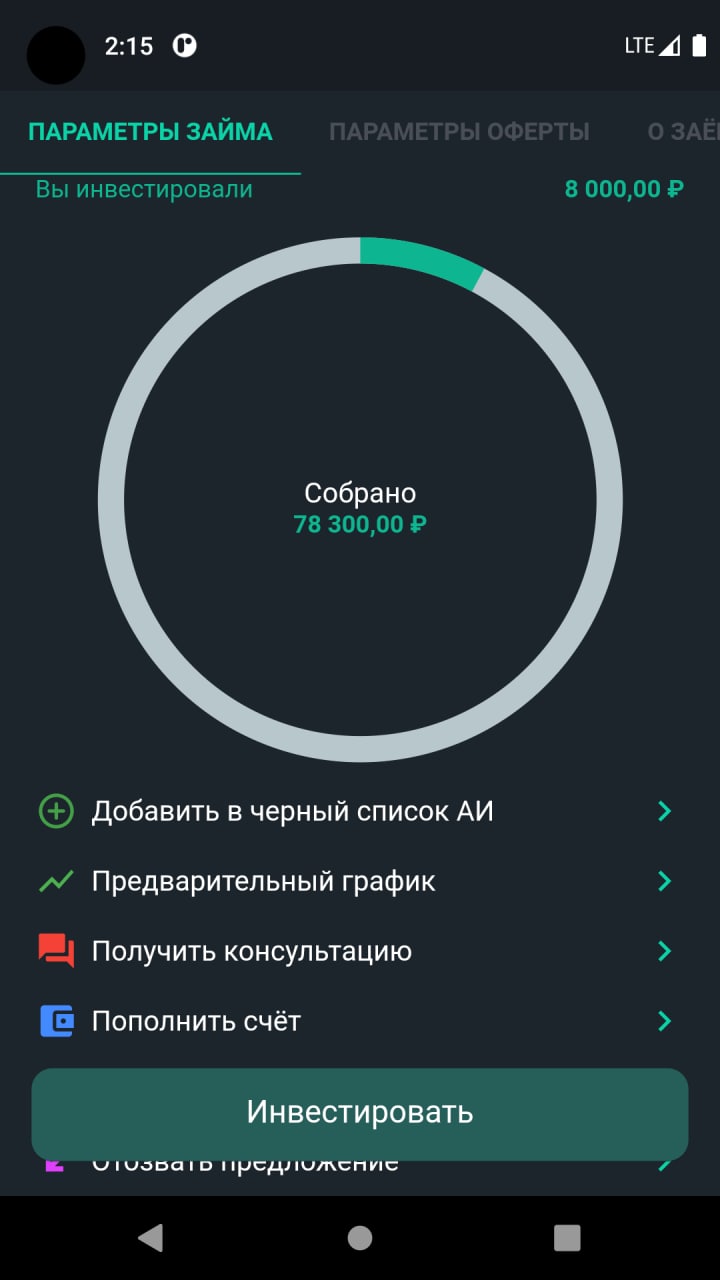 2:15
LTE
ПАРАМЕТРЫ ЗАЙМА ПАРАМЕТРЫ ОФЕРТЫ О ЗАЁ
Вы инвестировали 8 000,00 ₽
Собрано
78 300,00 ₽
Добавить в черный список АИ
Предварительный график
Получить консультацию
Пополнить счёт
Инвестировать
Отозвать предложение